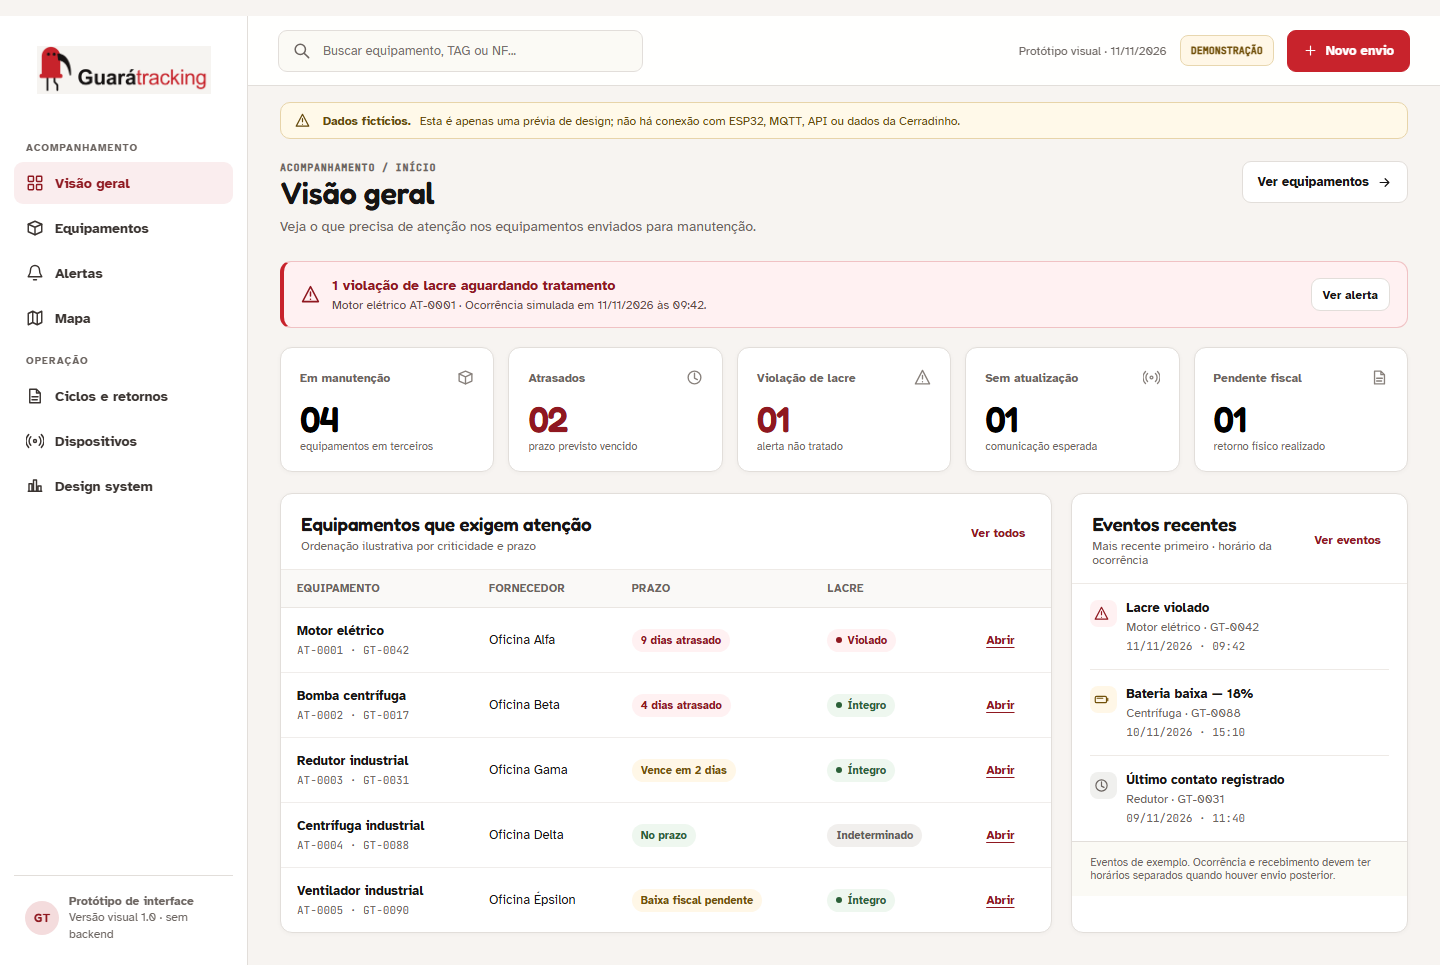 Guarátracking
ACOMPANHAMENTO
Visão geral
Equipamentos
Alertas
Mapa
OPERAÇÃO
Ciclos e retornos
Dispositivos
Design system
GT
Protótipo de interface
Versão visual 1.0 · sem
backend
Buscar equipamento, TAG ou NF...
Protótipo visual · 11/11/2026
DEMONSTRAÇÃO
+ Novo envio
Dados fictícios. Esta é apenas uma prévia de design; não há conexão com ESP32, MQTT, API ou dados da Cerradinho.
ACOMPANHAMENTO / INÍCIO
Visão geral
Veja o que precisa de atenção nos equipamentos enviados para manutenção.
Ver equipamentos →
1 violação de lacre aguardando tratamento
Motor elétrico AT-0001 · Ocorrência simulada em 11/11/2026 às 09:42.
Ver alerta
Em manutenção
04
equipamentos em terceiros
Atrasados
02
prazo previsto vencido
Violação de lacre
01
alerta não tratado
Sem atualização
01
comunicação esperada
Pendente fiscal
01
retorno físico realizado
Equipamentos que exigem atenção
Ordenação ilustrativa por criticidade e prazo
Ver todos
EQUIPAMENTO FORNECEDOR PRAZO LACRE
Motor elétrico
AT-0001 · GT-0042
Oficina Alfa
9 dias atrasado
Violado
Abrir
Bomba centrífuga
AT-0002 · GT-0017
Oficina Beta
4 dias atrasado
Íntegro
Abrir
Redutor industrial
AT-0003 · GT-0031
Oficina Gama
Vence em 2 dias
Íntegro
Abrir
Centrífuga industrial
AT-0004 · GT-0088
Oficina Delta
No prazo
Indeterminado
Abrir
Ventilador industrial
AT-0005 · GT-0090
Oficina Épsilon
Baixa fiscal pendente
Íntegro
Abrir
Eventos recentes
Mais recente primeiro · horário da
ocorrência
Ver eventos
Lacre violado
Motor elétrico · GT-0042
11/11/2026 · 09:42
Bateria baixa — 18%
Centrífuga · GT-0088
10/11/2026 · 15:10
Último contato registrado
Redutor · GT-0031
09/11/2026 · 11:40
Eventos de exemplo. Ocorrência e recebimento devem ter
horários separados quando houver envio posterior.